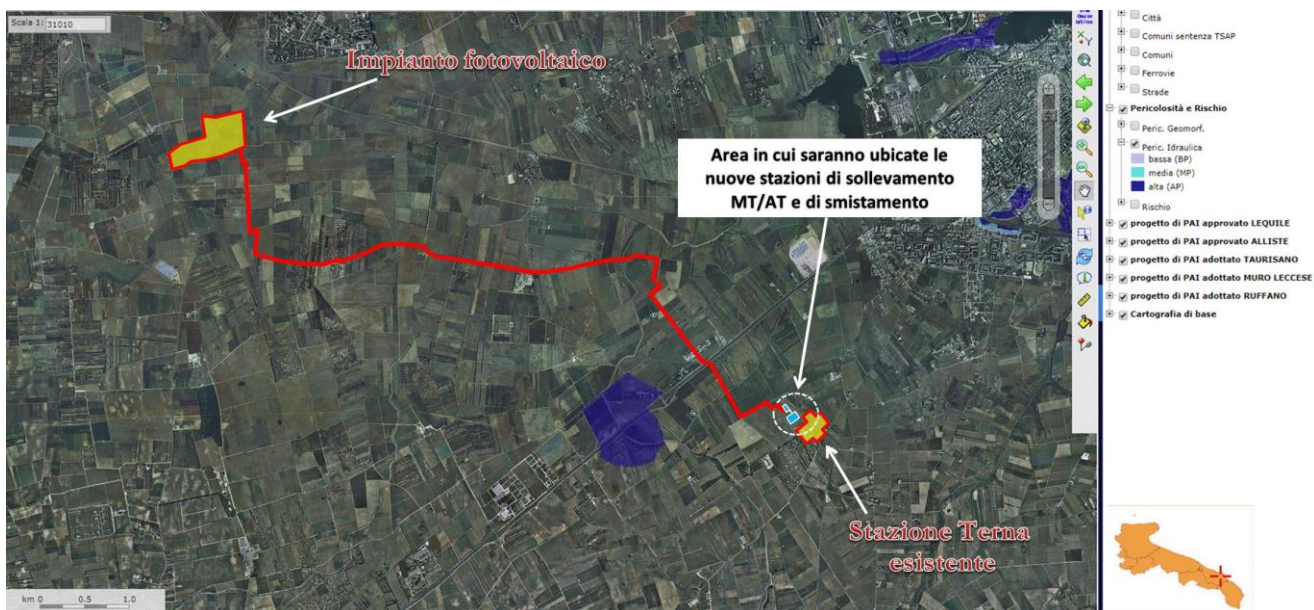 Scala 1: 31010
Impianto fotovoltaico
Area in cui saranno ubicate le
nuove stazioni di sollevamento
MT/AT e di smistamento
Stazione Terna
esistente
km 0 0.5 1.0
Città
Comuni sentenza TSAP
Comuni
Ferrovie
Strade
Pericolosità e Rischio
Peric. Geomorf.
Peric. Idraulica
bassa (BP)
media (MP)
alta (AP)
Rischio
progetto di PAI approvato LEQUILE
progetto di PAI approvato ALLISTE
progetto di PAI adottato TAURISANO
progetto di PAI adottato MURO LECCESE
progetto di PAI adottato RUFFANO
Cartografia di base